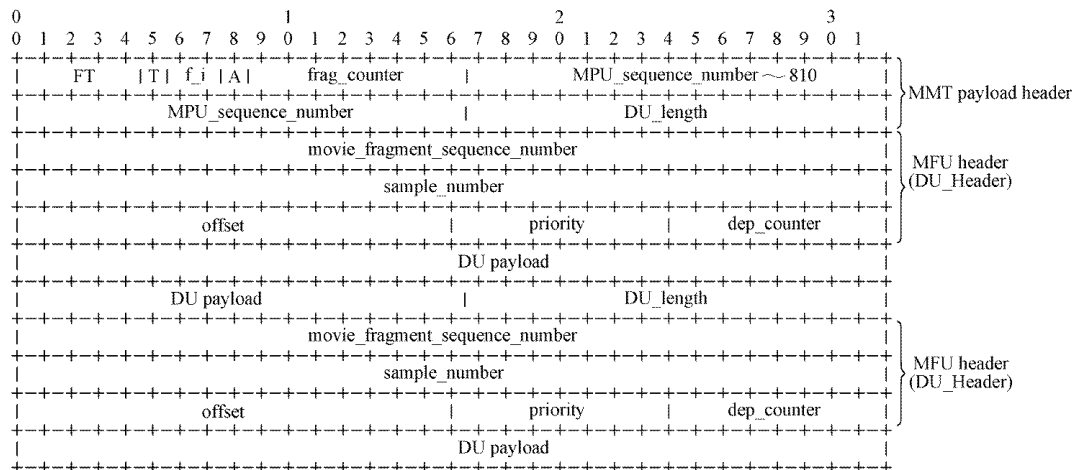 0 1 2 3
0 1 2 3 4 5 6 7 8 9 0 1 2 3 4 5 6 7 8 9 0 1 2 3 4 5 6 7 8 9 0 1
FT | T | f_i | A | frag_counter | MPU_sequence_number ～ 810
MMT payload header
MPU_sequence_number | DU_length
movie_fragment_sequence_number
MFU header
(DU_Header)
sample_number
offset | priority | dep_counter
DU payload
DU payload | DU_length
movie_fragment_sequence_number
MFU header
(DU_Header)
sample_number
offset | priority | dep_counter
DU payload